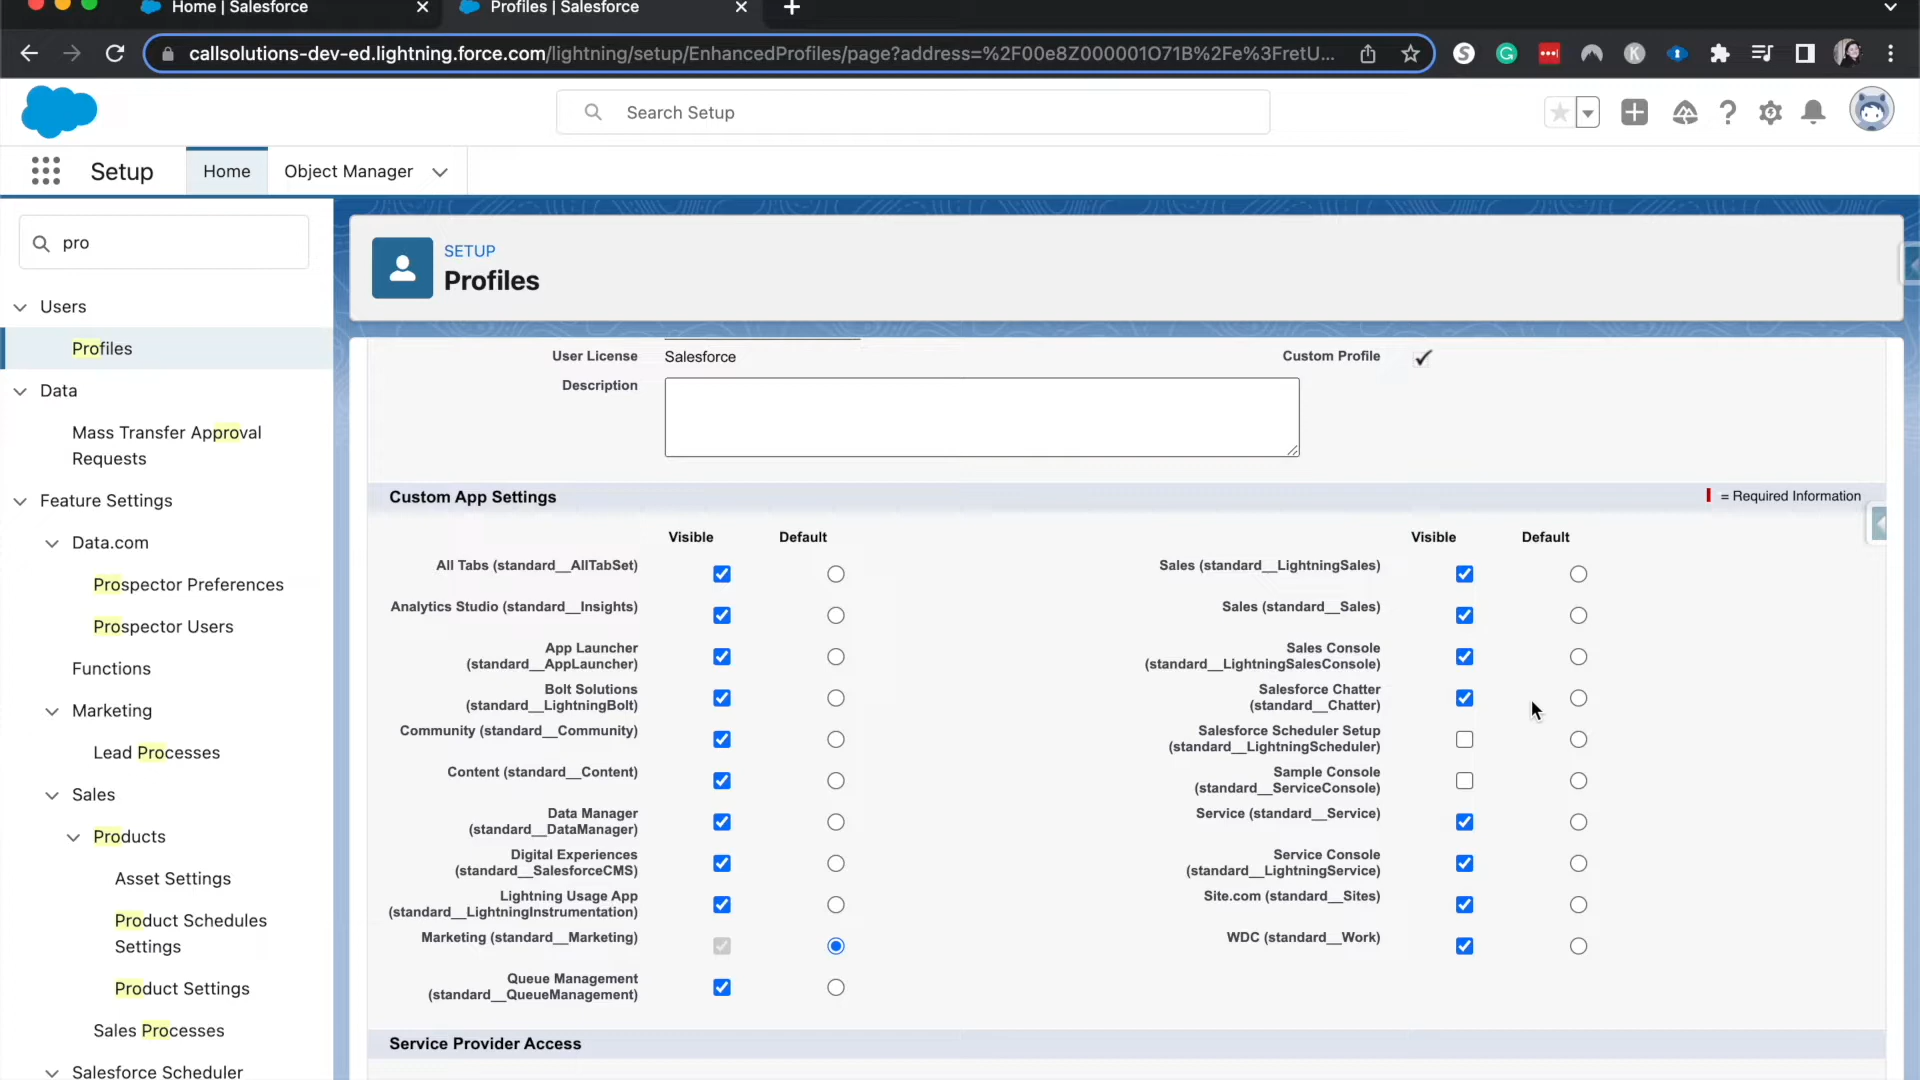 Home | Salesforce
Profiles | Salesforce
callsolutions-dev-ed.lightning.force.com/lightning/setup/EnhancedProfiles/page?address=%2F00e8Z000001O71B%2Fe%3FretU...
Search Setup
Setup
Home
Object Manager
pro
Users
Profiles
Data
Mass Transfer Approval
Requests
Feature Settings
Data.com
Prospector Preferences
Prospector Users
Functions
Marketing
Lead Processes
Sales
Products
Asset Settings
Product Schedules
Settings
Product Settings
Sales Processes
Salesforce Scheduler
SETUP
Profiles
User License Salesforce
Custom Profile
Description
Custom App Settings
= Required Information
Visible Default
Visible Default
All Tabs (standard__AllTabSet)
Sales (standard__LightningSales)
Analytics Studio (standard__Insights)
Sales (standard__Sales)
App Launcher
(standard__AppLauncher)
Sales Console
(standard__LightningSalesConsole)
Bolt Solutions
(standard__LightningBolt)
Salesforce Chatter
(standard__Chatter)
Community (standard__Community)
Salesforce Scheduler Setup
(standard__LightningScheduler)
Content (standard__Content)
Sample Console
(standard__ServiceConsole)
Data Manager
(standard__DataManager)
Service (standard__Service)
Digital Experiences
(standard__SalesforceCMS)
Service Console
(standard__LightningService)
Lightning Usage App
(standard__LightningInstrumentation)
Site.com (standard__Sites)
Marketing (standard__Marketing)
WDC (standard__Work)
Queue Management
(standard__QueueManagement)
Service Provider Access